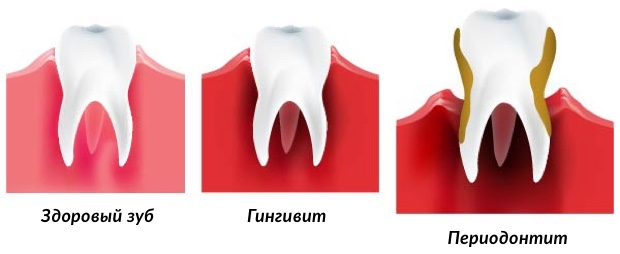 Здоровый зуб
Гингивит
Периодонтит